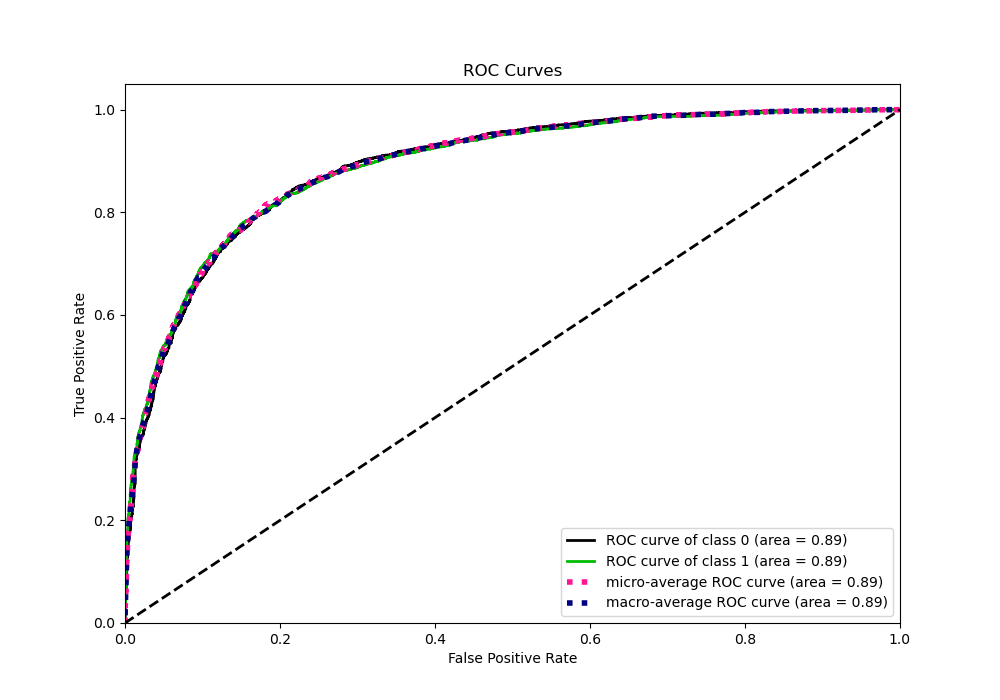 ROC Curves
True Positive Rate
1.0
0.8
0.6
0.4
0.2
0.0
ROC curve of class 0 (area = 0.89)
ROC curve of class 1 (area = 0.89)
micro-average ROC curve (area = 0.89)
macro-average ROC curve (area = 0.89)
0.0 0.2 0.4 0.6 0.8 1.0
False Positive Rate